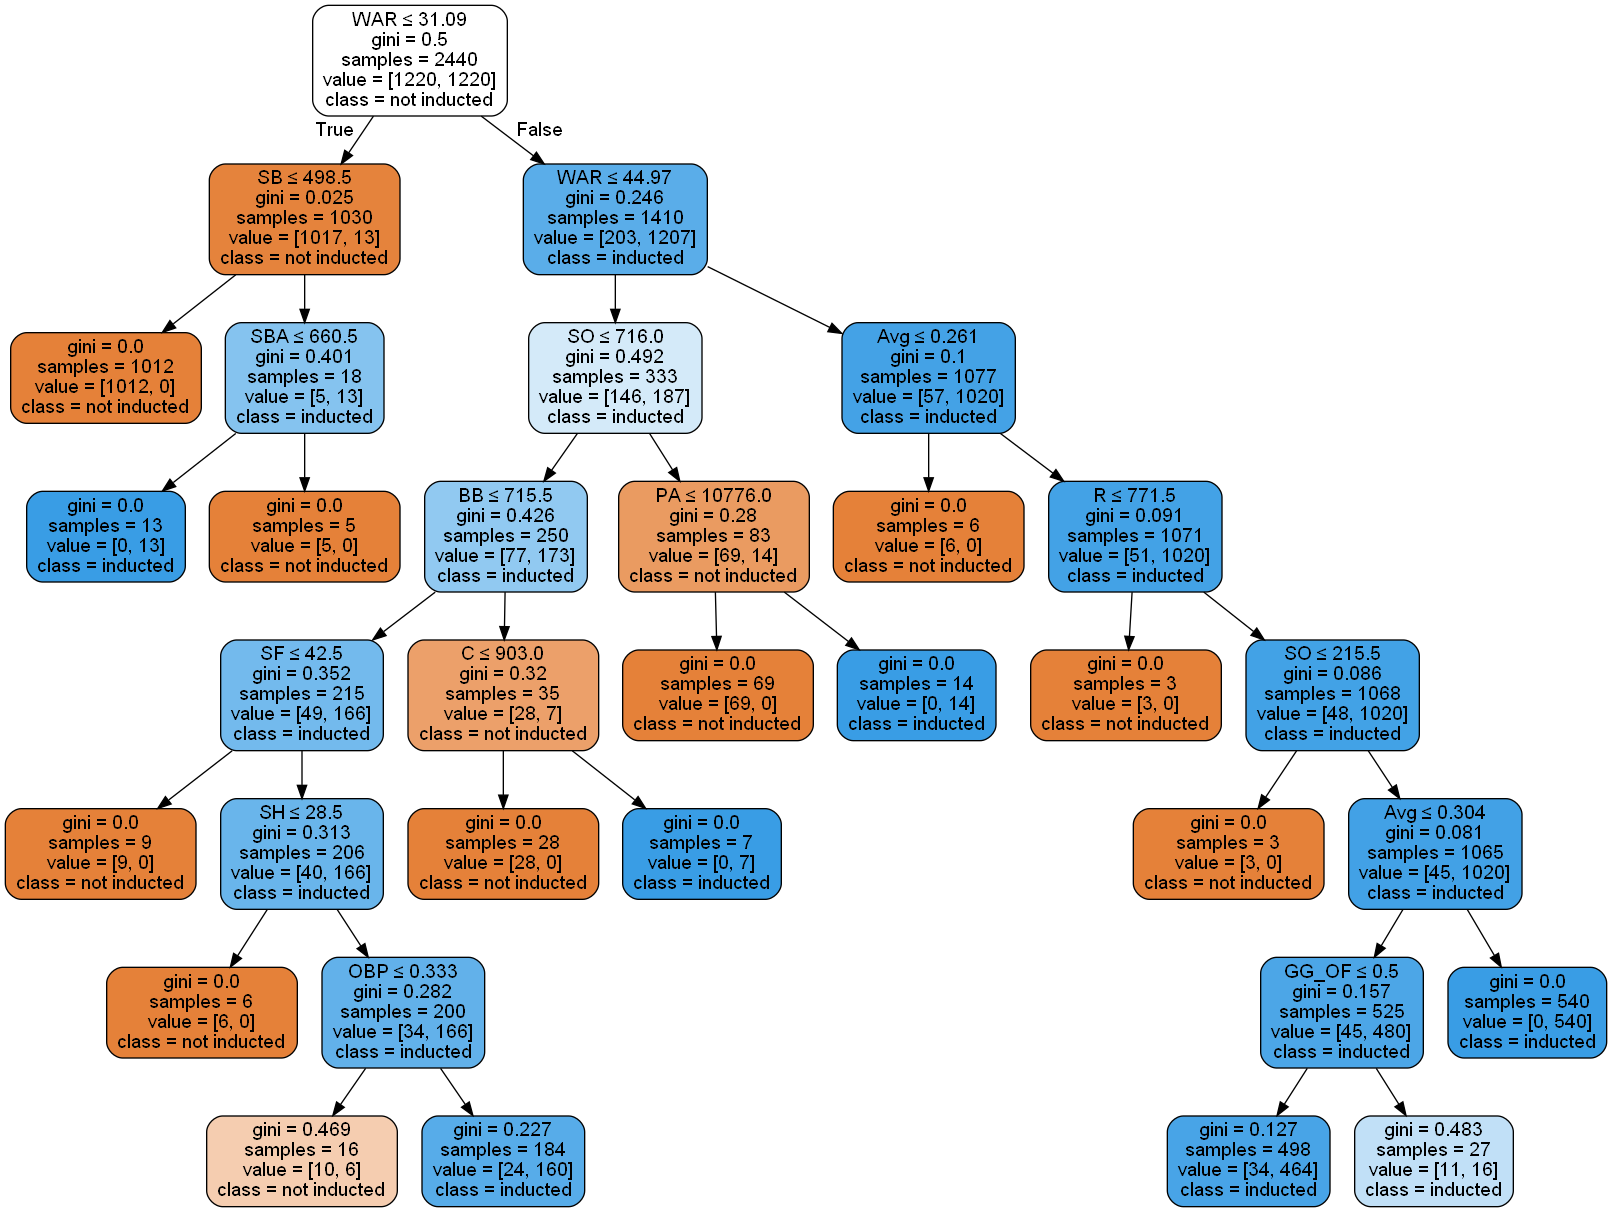 WAR ≤ 31.09
gini = 0.5
samples = 2440
value = [1220, 1220]
class = not inducted
True
False
SB ≤ 498.5
gini = 0.025
samples = 1030
value = [1017, 13]
class = not inducted
WAR ≤ 44.97
gini = 0.246
samples = 1410
value = [203, 1207]
class = inducted
gini = 0.0
samples = 1012
value = [1012, 0]
class = not inducted
SBA ≤ 660.5
gini = 0.401
samples = 18
value = [5, 13]
class = inducted
SO ≤ 716.0
gini = 0.492
samples = 333
value = [146, 187]
class = inducted
Avg ≤ 0.261
gini = 0.1
samples = 1077
value = [57, 1020]
class = inducted
gini = 0.0
samples = 13
value = [0, 13]
class = inducted
gini = 0.0
samples = 5
value = [5, 0]
class = not inducted
BB ≤ 715.5
gini = 0.426
samples = 250
value = [77, 173]
class = inducted
PA ≤ 10776.0
gini = 0.28
samples = 83
value = [69, 14]
class = not inducted
gini = 0.0
samples = 6
value = [6, 0]
class = not inducted
R ≤ 771.5
gini = 0.091
samples = 1071
value = [51, 1020]
class = inducted
SF ≤ 42.5
gini = 0.352
samples = 215
value = [49, 166]
class = inducted
C ≤ 903.0
gini = 0.32
samples = 35
value = [28, 7]
class = not inducted
gini = 0.0
samples = 69
value = [69, 0]
class = not inducted
gini = 0.0
samples = 14
value = [0, 14]
class = inducted
gini = 0.0
samples = 3
value = [3, 0]
class = not inducted
SO ≤ 215.5
gini = 0.086
samples = 1068
value = [48, 1020]
class = inducted
gini = 0.0
samples = 9
value = [9, 0]
class = not inducted
SH ≤ 28.5
gini = 0.313
samples = 206
value = [40, 166]
class = inducted
gini = 0.0
samples = 28
value = [28, 0]
class = not inducted
gini = 0.0
samples = 7
value = [0, 7]
class = inducted
gini = 0.0
samples = 3
value = [3, 0]
class = not inducted
Avg ≤ 0.304
gini = 0.081
samples = 1065
value = [45, 1020]
class = inducted
gini = 0.0
samples = 6
value = [6, 0]
class = not inducted
OBP ≤ 0.333
gini = 0.282
samples = 200
value = [34, 166]
class = inducted
GG_OF ≤ 0.5
gini = 0.157
samples = 525
value = [45, 480]
class = inducted
gini = 0.0
samples = 540
value = [0, 540]
class = inducted
gini = 0.469
samples = 16
value = [10, 6]
class = not inducted
gini = 0.227
samples = 184
value = [24, 160]
class = inducted
gini = 0.127
samples = 498
value = [34, 464]
class = inducted
gini = 0.483
samples = 27
value = [11, 16]
class = inducted